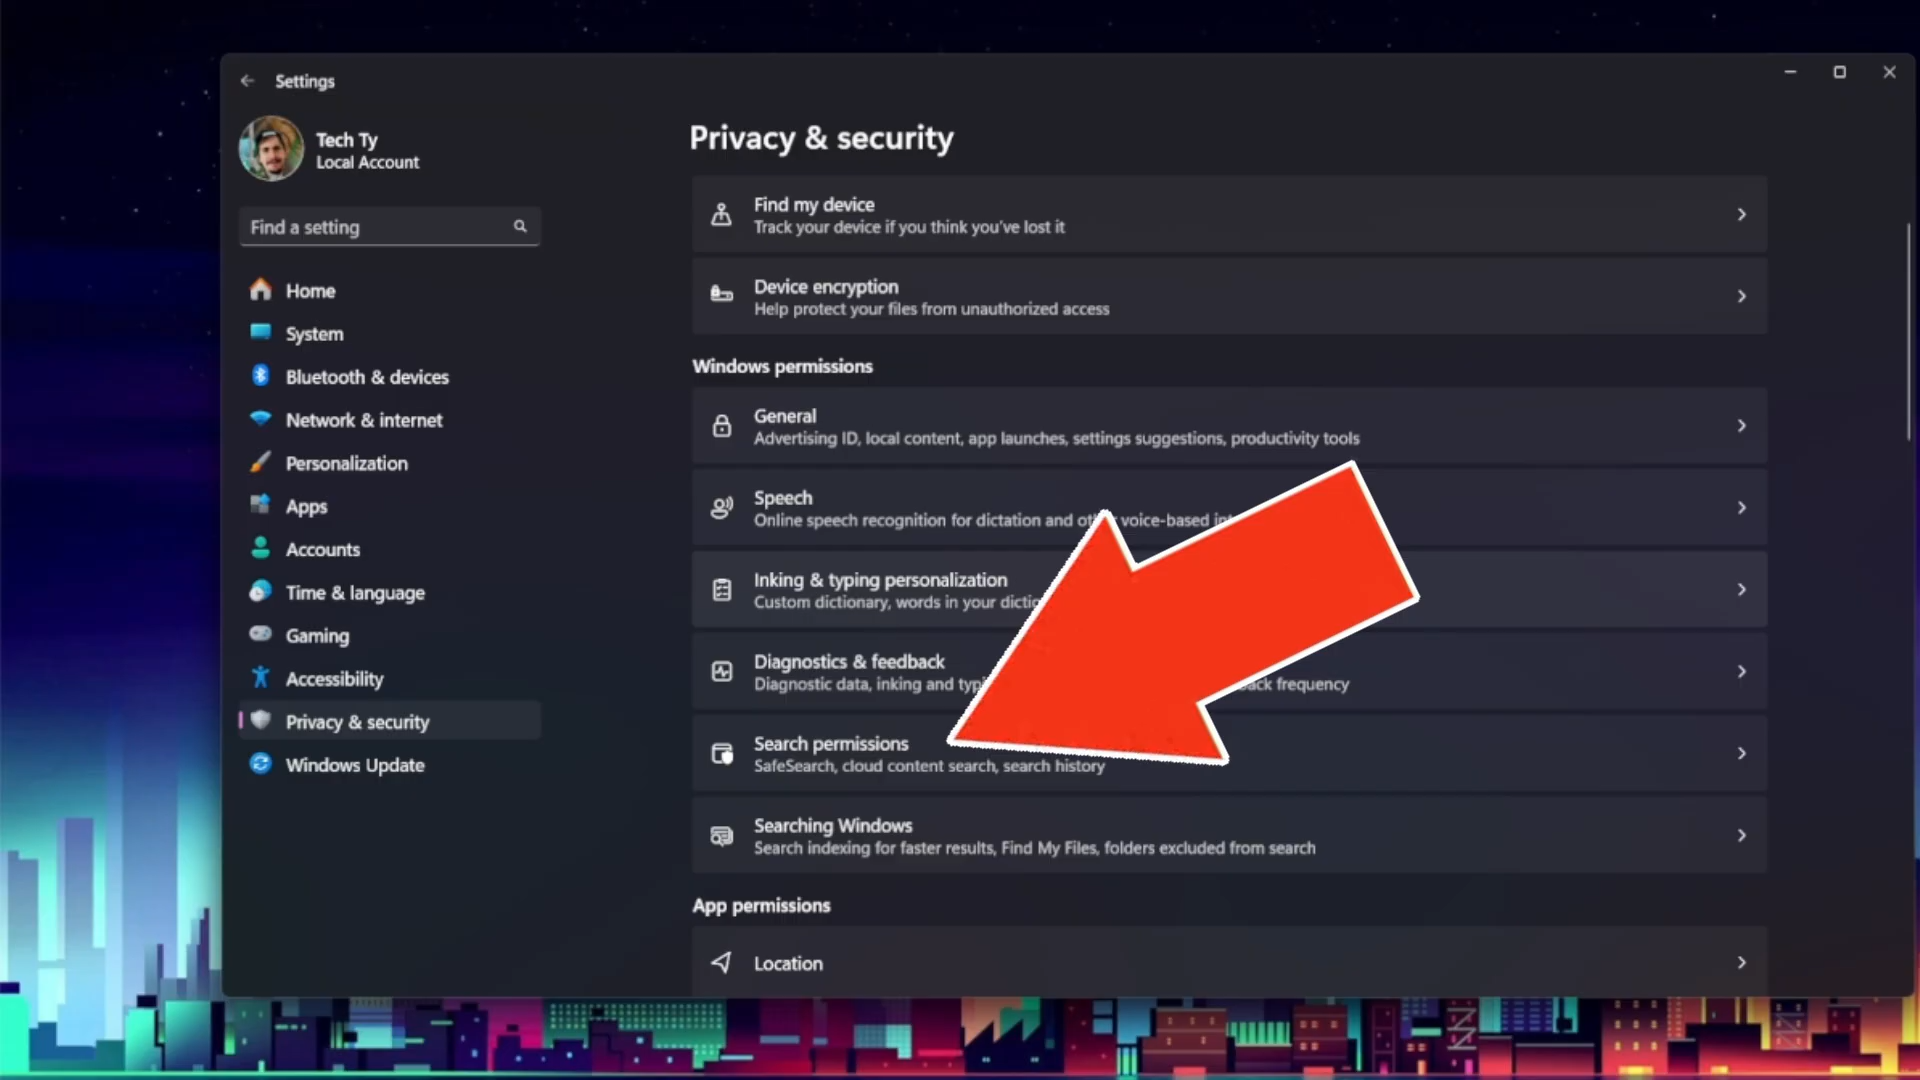 Settings
Tech Ty
Local Account
Find a setting
Home
System
Bluetooth & devices
Network & internet
Personalization
Apps
Accounts
Time & language
Gaming
Accessibility
Privacy & security
Windows Update
Privacy & security
Find my device
Track your device if you think you've lost it
Device encryption
Help protect your files from unauthorized access
Windows permissions
General
Advertising ID, local content, app launches, settings suggestions, productivity tools
Speech
Online speech recognition for dictation and voice-based
Inking & typing personalization
Custom dictionary, words in your
Diagnostics & feedback
Diagnostic data, inking and frequency
Search permissions
SafeSearch, cloud content search, search history
Searching Windows
Search indexing for faster results, Find My Files, folders excluded from search
App permissions
Location